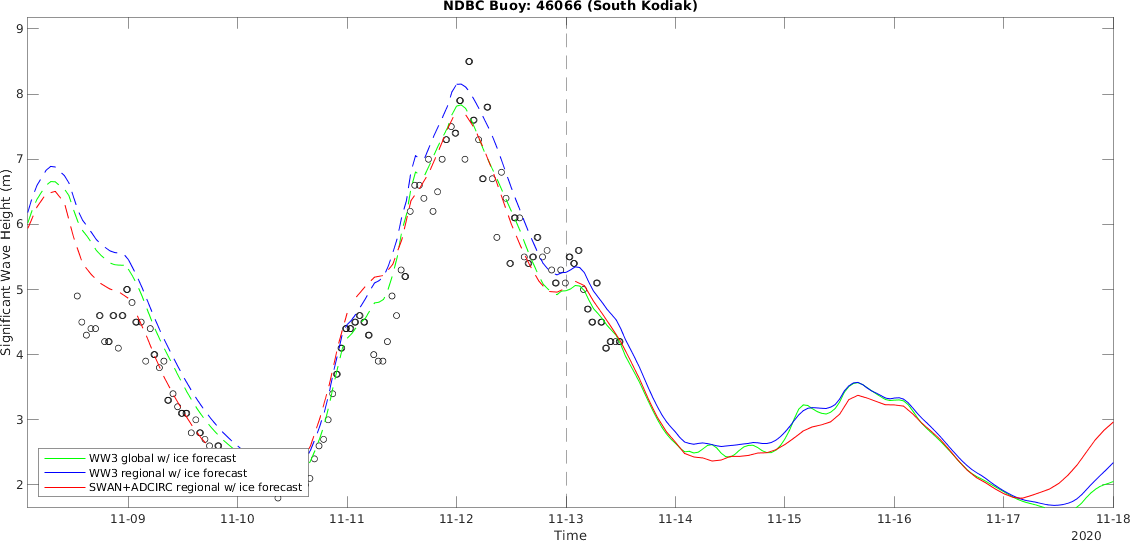 NDBC Buoy: 46066 (South Kodiak)
9
8
7
6
5
4
3
2
Significant Wave Height (m)
WW3 global w/ ice forecast
WW3 regional w/ ice forecast
SWAN+ADCIRC regional w/ ice forecast
11-09 11-10 11-11 11-12 11-13 11-14 11-15 11-16 11-17 11-18
Time
2020